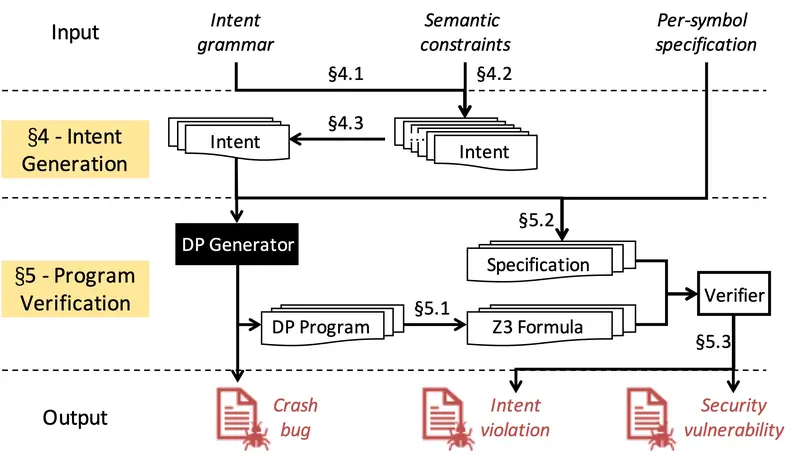 Input
Intent
grammar
Semantic
constraints
Per-symbol
specification
§4.1
§4.2
§4 - Intent
Generation
Intent
§4.3
...
Intent
§5.2
DP Generator
§5 - Program
Verification
Specification
Verifier
DP Program
§5.1
Z3 Formula
§5.3
Output
Crash
bug
Intent
violation
Security
vulnerability